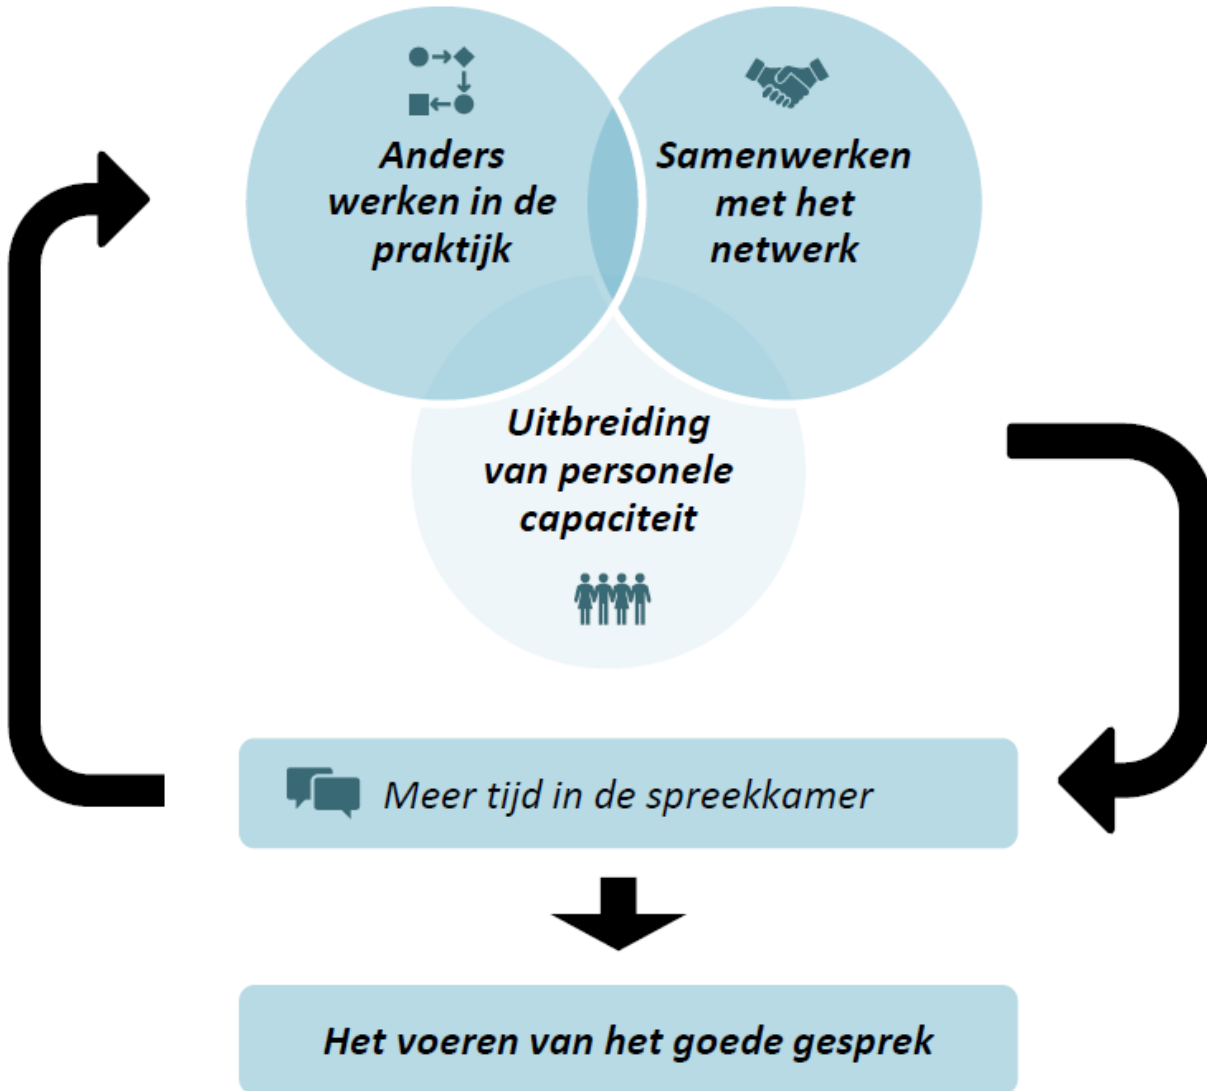 Anders
werken in de
praktijk
Samenwerken
met het
netwerk
Uitbreiding
van personele
capaciteit
Meer tijd in de spreekkamer
Het voeren van het goede gesprek